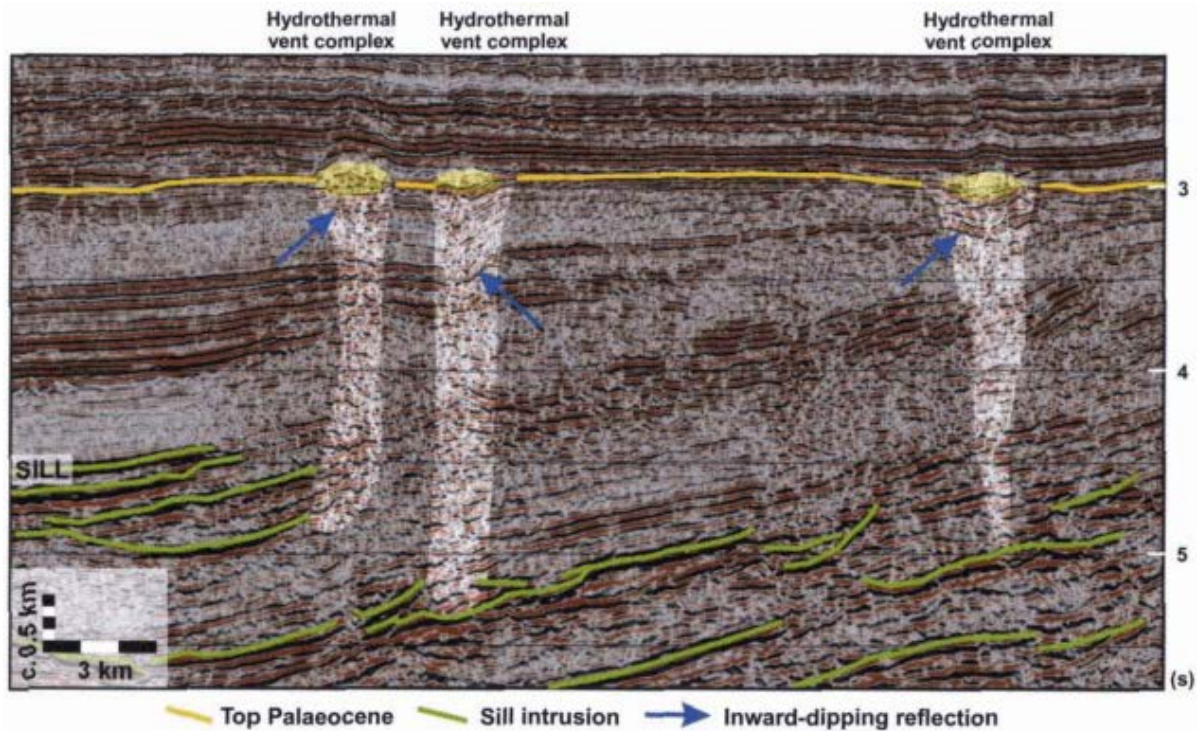 Hydrothermal
vent complex
Hydrothermal
vent complex
Hydrothermal
vent complex
3
4
SILL
5
c. 0.5 km
3 km
(s)
Top Palaeocene
Sill intrusion
Inward-dipping reflection